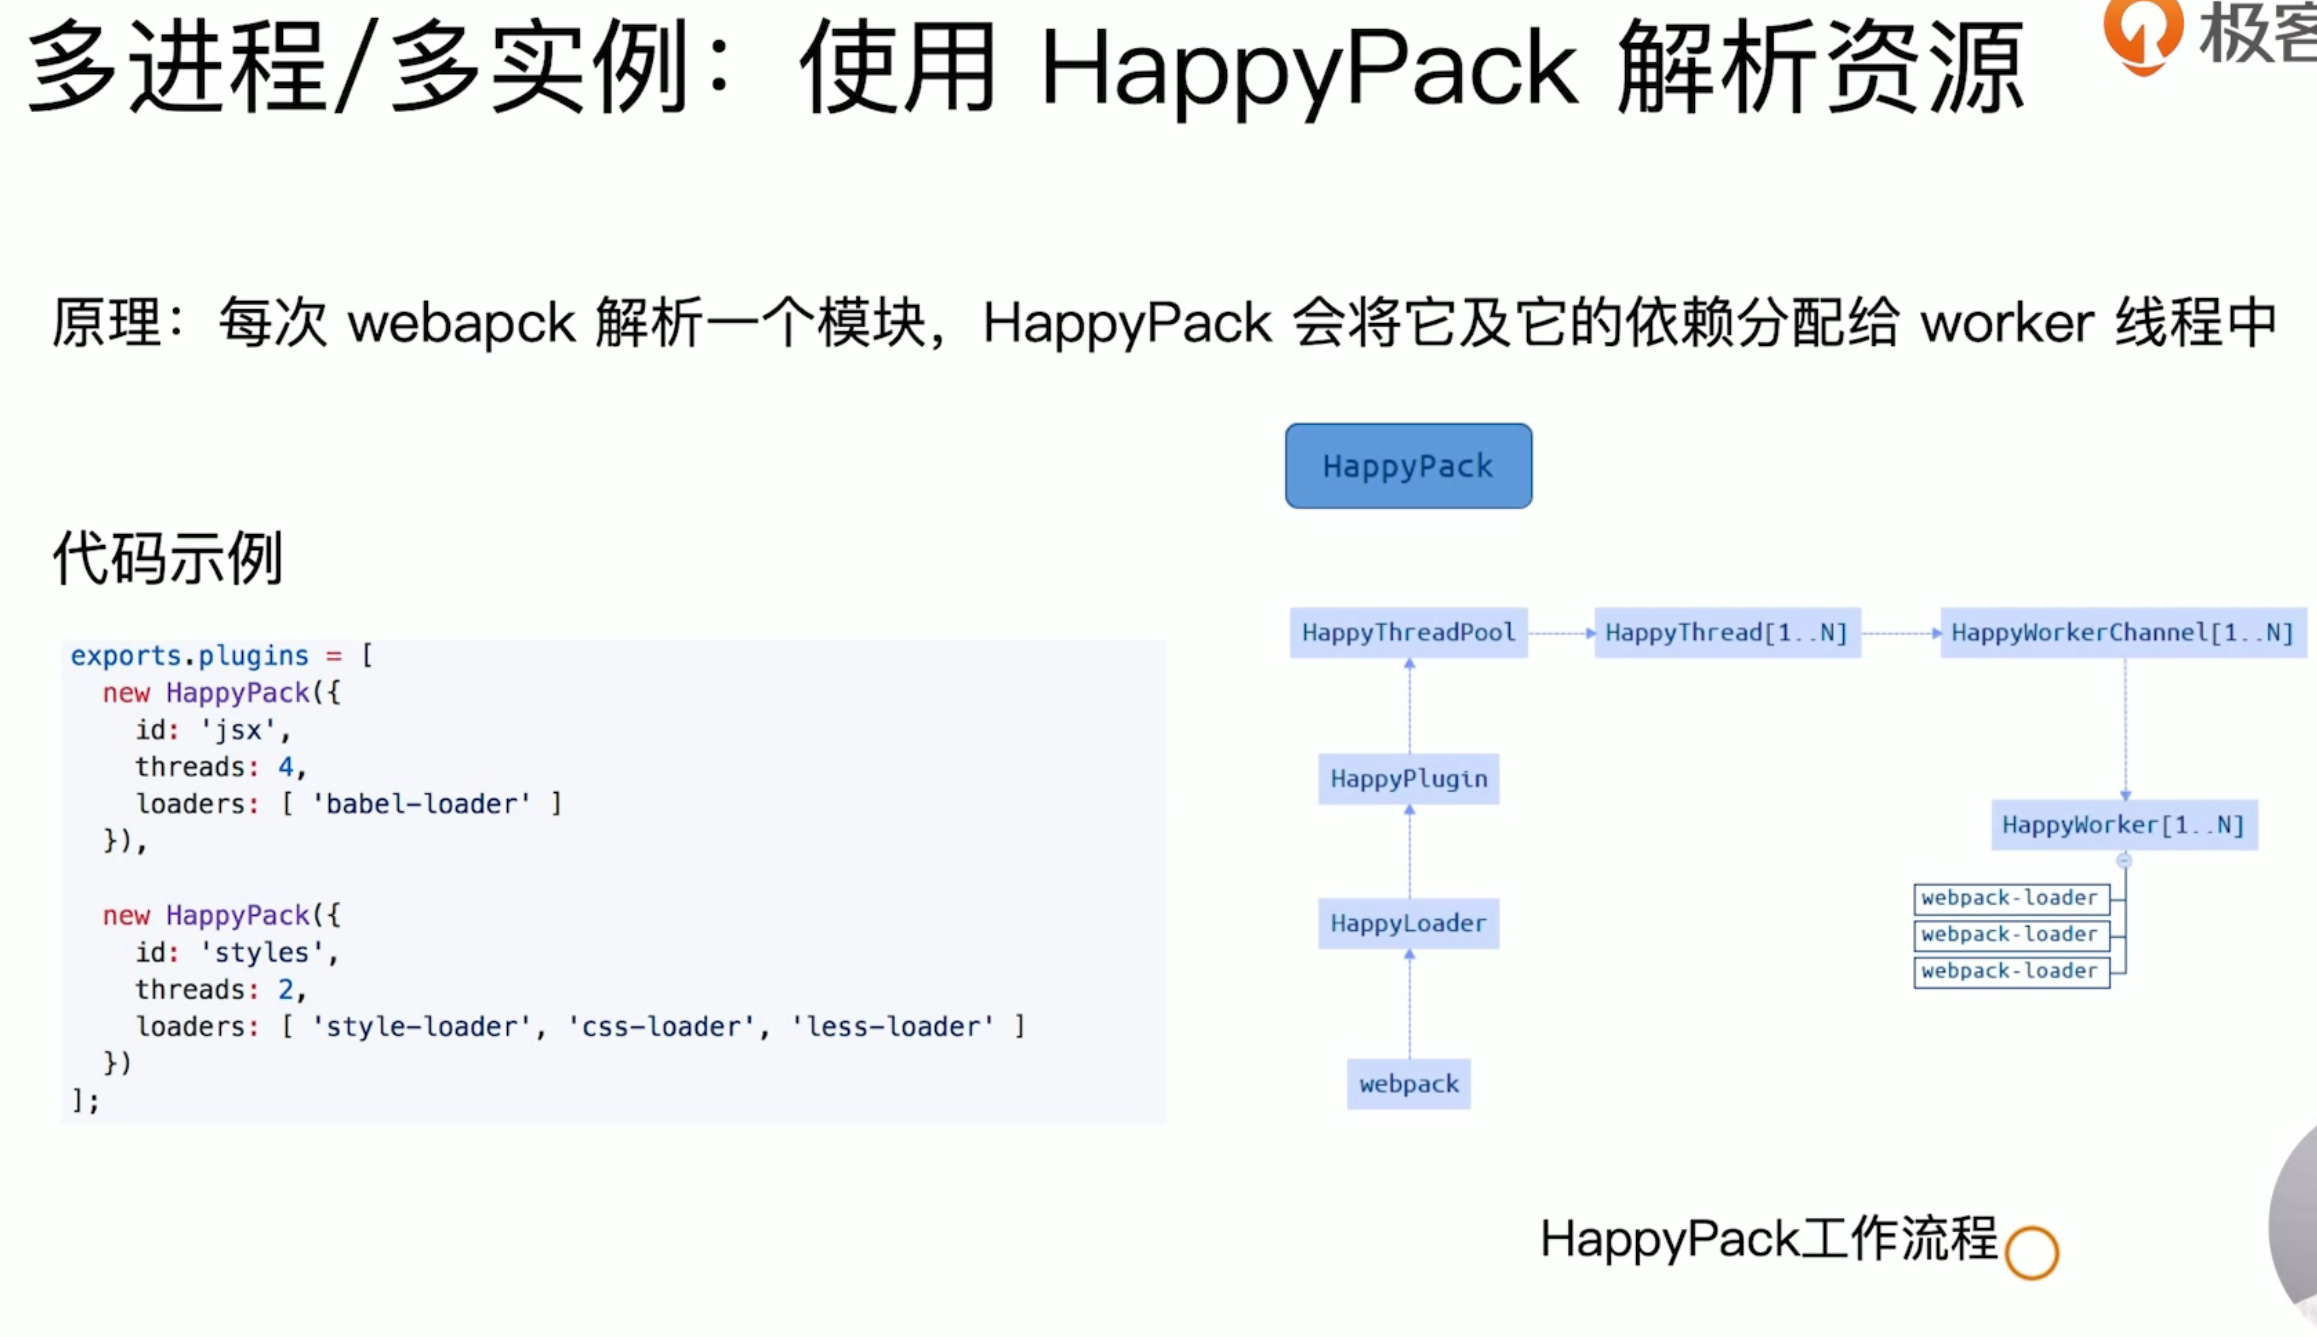 多进程/多实例：使用 HappyPack 解析资源
极客
原理：每次 webapck 解析一个模块，HappyPack 会将它及它的依赖分配给 worker 线程中
代码示例
exports.plugins = [
  new HappyPack({
    id: 'jsx',
    threads: 4,
    loaders: [ 'babel-loader' ]
  }),
  new HappyPack({
    id: 'styles',
    threads: 2,
    loaders: [ 'style-loader', 'css-loader', 'less-loader' ]
  })
];
HappyPack
HappyThreadPool
HappyThread[1..N]
HappyWorkerChannel[1..N]
HappyPlugin
HappyWorker[1..N]
webpack-loader
webpack-loader
webpack-loader
HappyLoader
webpack
HappyPack工作流程